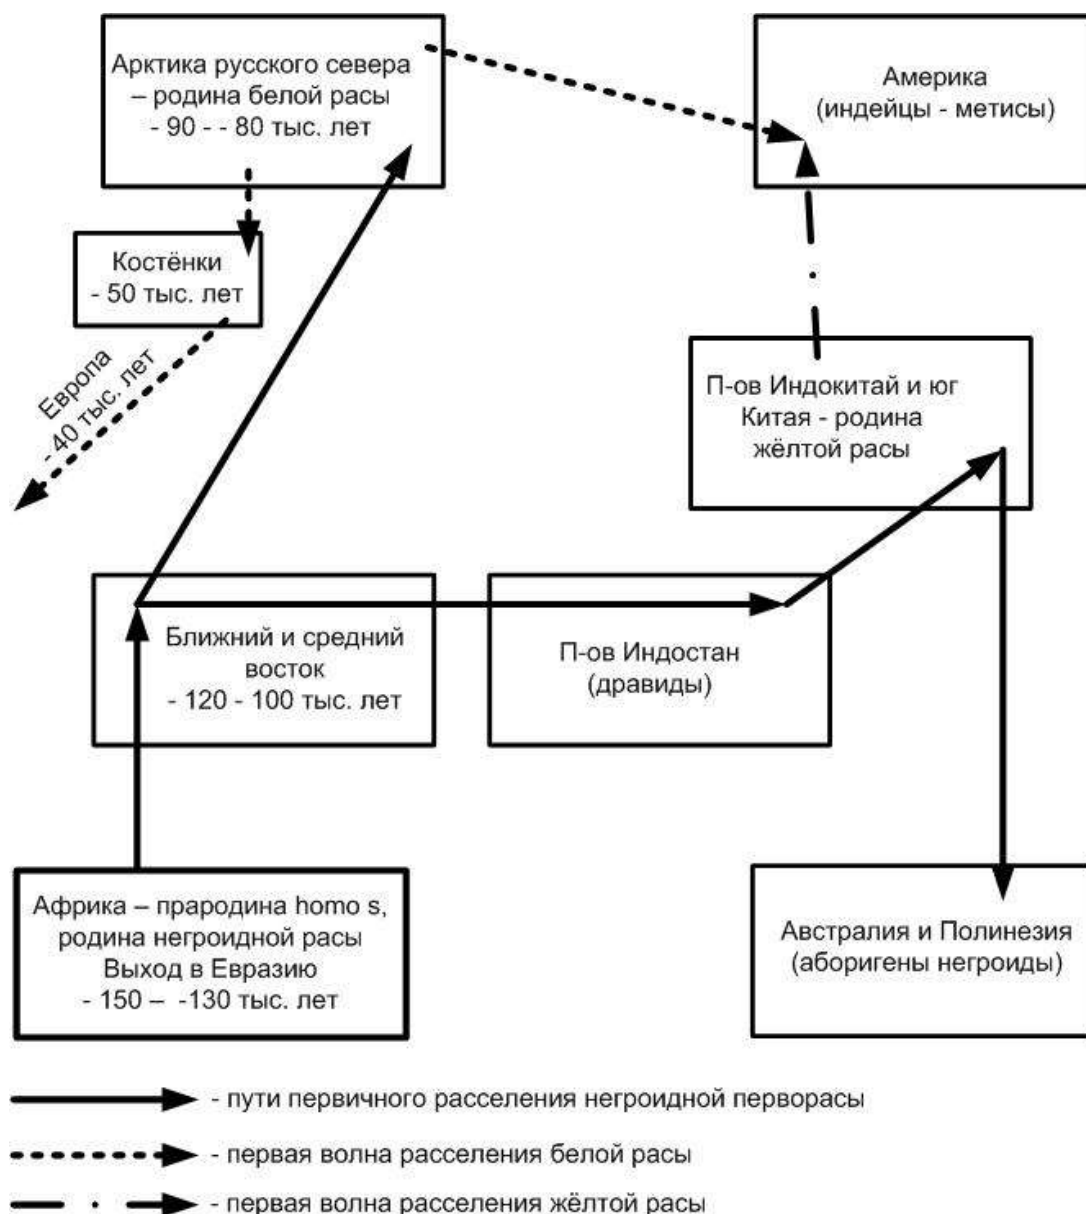 Арктика русского севера
– родина белой расы
- 90 - - 80 тыс. лет
Америка
(индейцы - метисы)
Костёнки
- 50 тыс. лет
Европа
- 40 тыс. лет
П-ов Индокитай и юг
Китая - родина
жёлтой расы
Ближний и средний
восток
- 120 - 100 тыс. лет
П-ов Индостан
(дравиды)
Африка – прародина homo s,
родина негроидной расы
Выход в Евразию
- 150 – -130 тыс. лет
Австралия и Полинезия
(аборигены негроиды)
- пути первичного расселения негроидной перворасы
- первая волна расселения белой расы
- первая волна расселения жёлтой расы